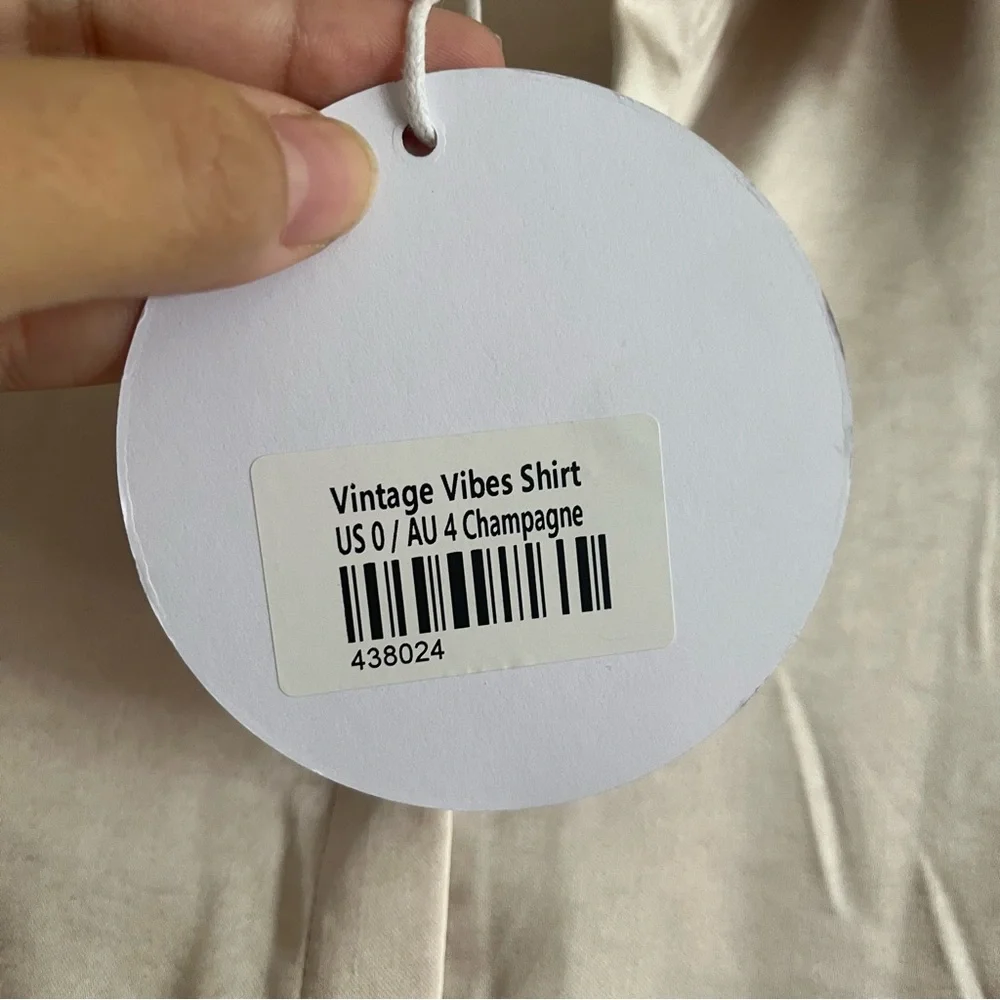 Vintage Vibes Shirt
US 0 / AU 4 Champagne
438024